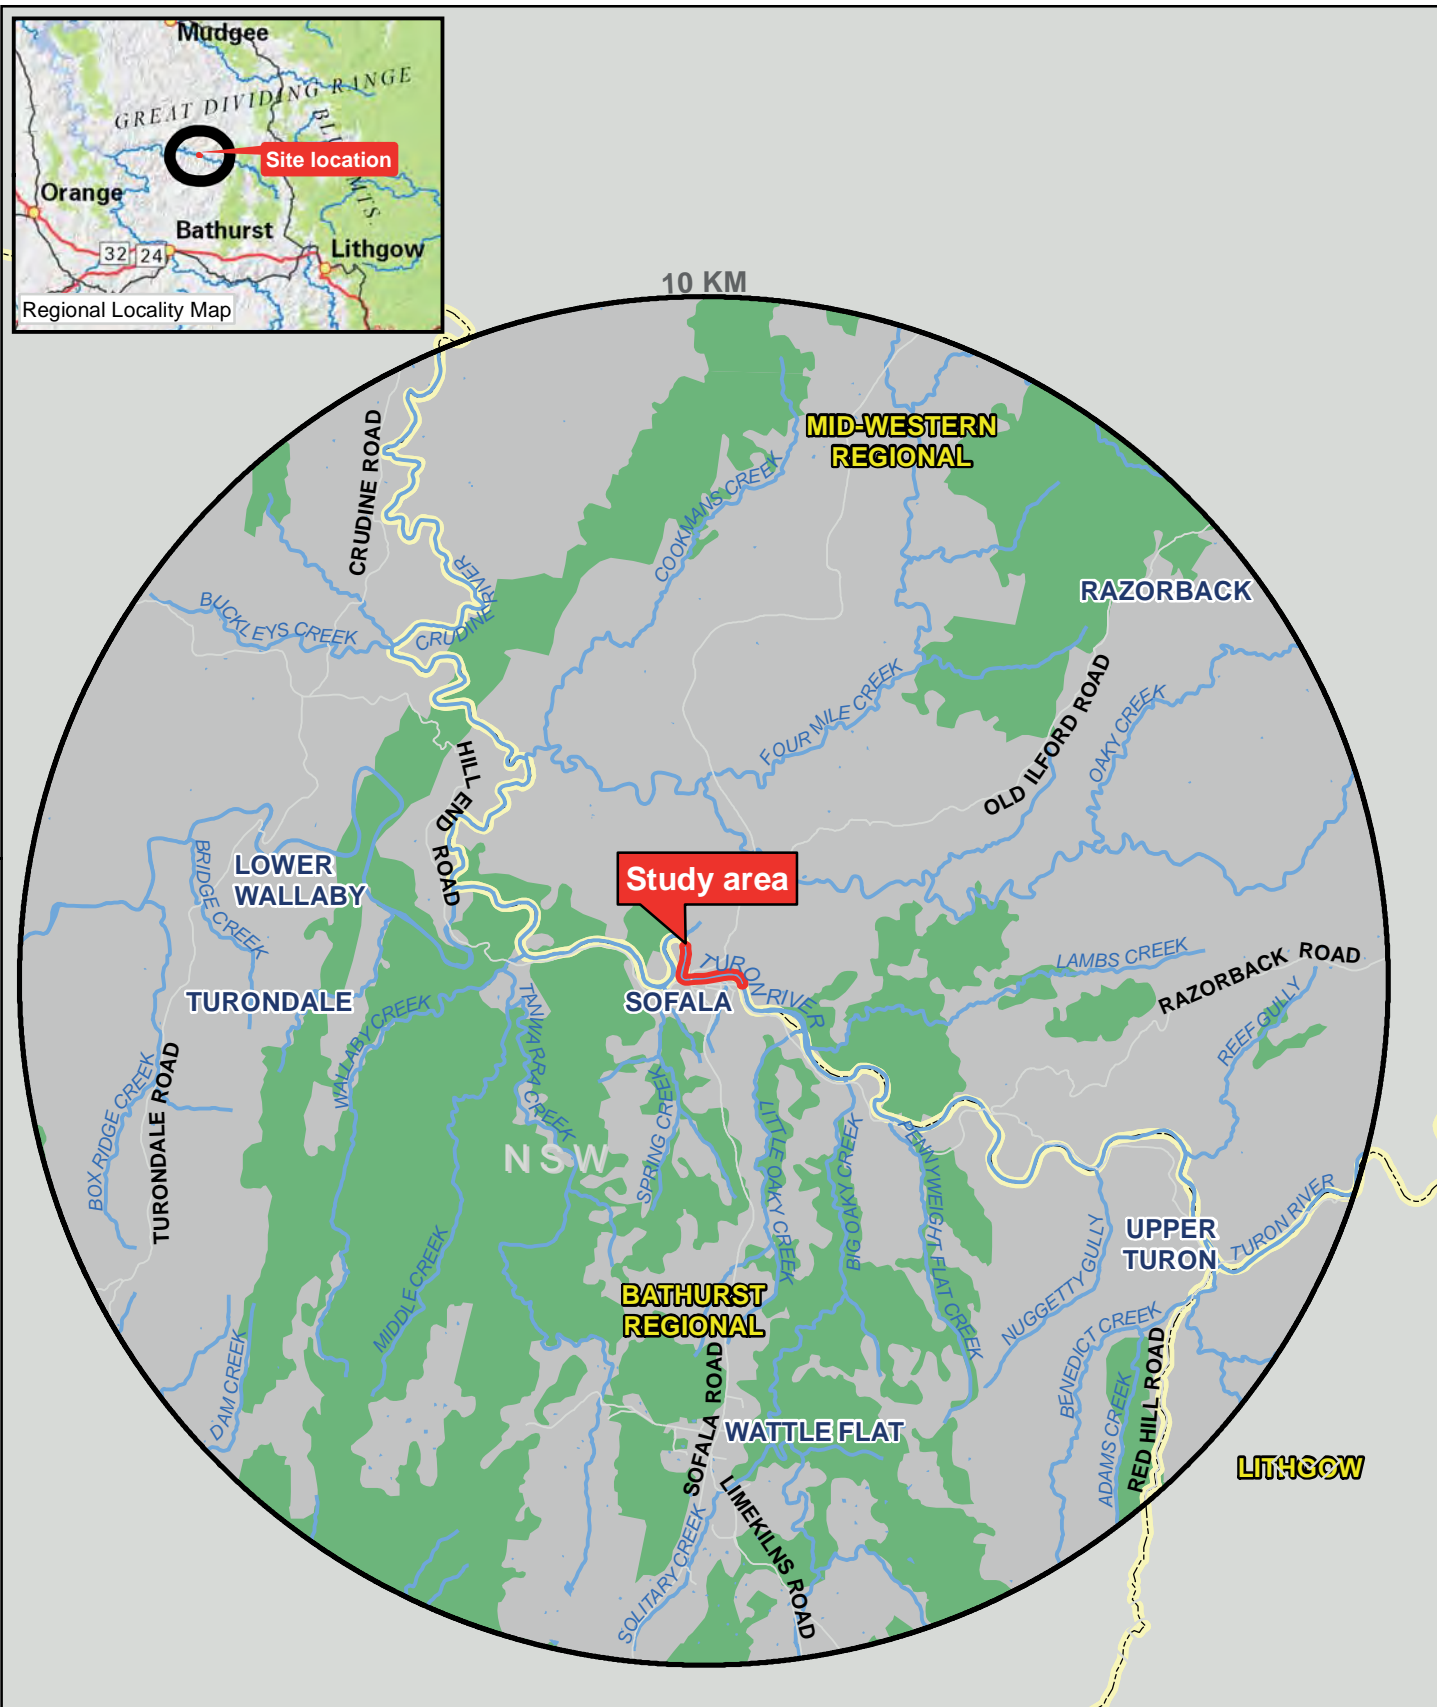 Mudgee
GREAT DIVIDING RANGE
BLUE MTS.
Site location
Orange
Bathurst
32
24
Lithgow
Regional Locality Map
10 KM
MID-WESTERN
REGIONAL
CRUDINE ROAD
COOKMANS CREEK
CRUDINE RIVER
RAZORBACK
BUCKLEYS CREEK
FOUR MILE CREEK
OLD ILFORD ROAD
OAKY CREEK
HILL END ROAD
LOWER
WALLABY
BRIDGE CREEK
Study area
TURON RIVER
LAMBS CREEK
RAZORBACK ROAD
TURONDALE
SOFALA
REEF GULLY
WALLABY CREEK
TANWARRA CREEK
BOX RIDGE CREEK
TURONDALE ROAD
SPRING CREEK
LITTLE OAKY CREEK
BIG OAKY CREEK
PENNYWEIGHT FLAT CREEK
NSW
UPPER
TURON
TURON RIVER
NUGGETTY GULLY
MIDDLE CREEK
BATHURST
REGIONAL
BENEDICT CREEK
DAM CREEK
ADAMS CREEK
RED HILL ROAD
SOFALA ROAD
WATTLE FLAT
LITHGOW
LIMEKILNS ROAD
SOLITARY CREEK